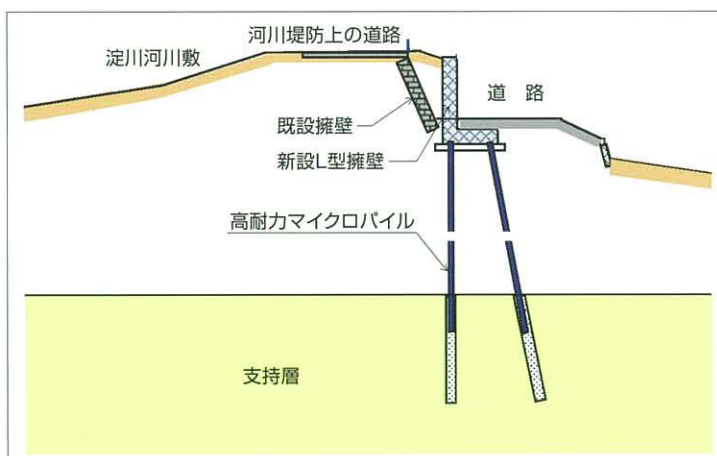 河川堤防上の道路
淀川河川敷
道 路
既設擁壁
新設L型擁壁
高耐力マイクロパイル
支持層